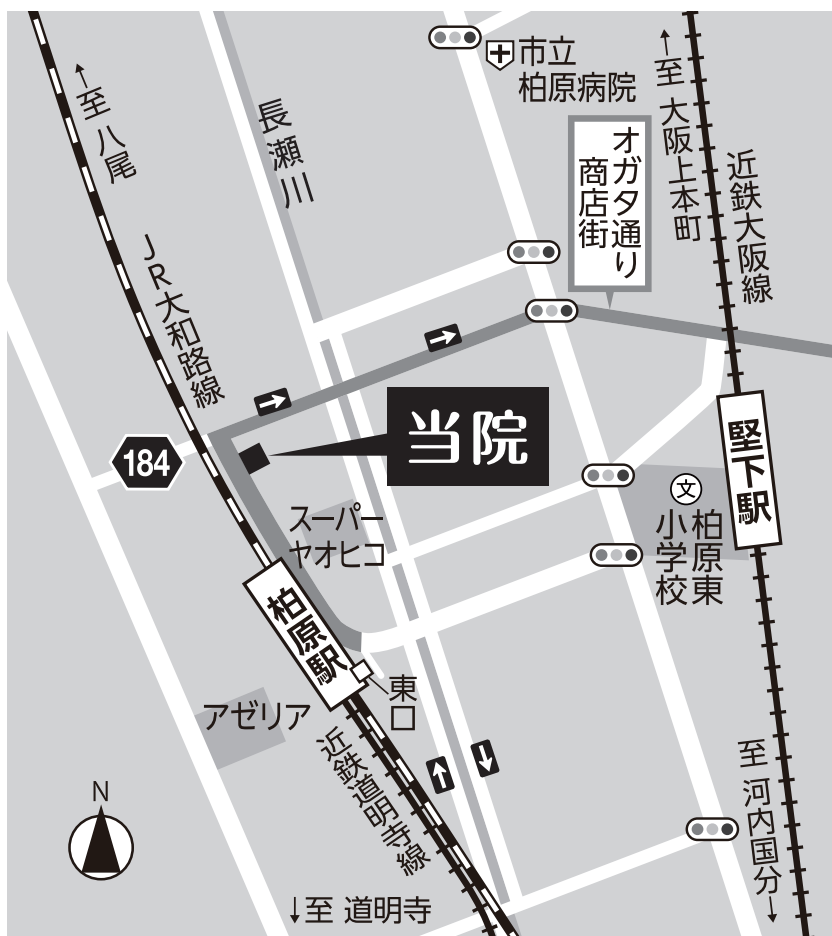 市立
柏原病院
←至 八尾
長瀬川
←至 大阪上本町
オガタ通り
商店街
近鉄大阪線
JR大和路線
→
→
当院
184
堅下駅
文
柏原東
小学校
スーパー
ヤオヒコ
柏原駅
東口
アゼリア
近鉄道明寺線
↑
↓
至 河内国分→
N
↓至 道明寺